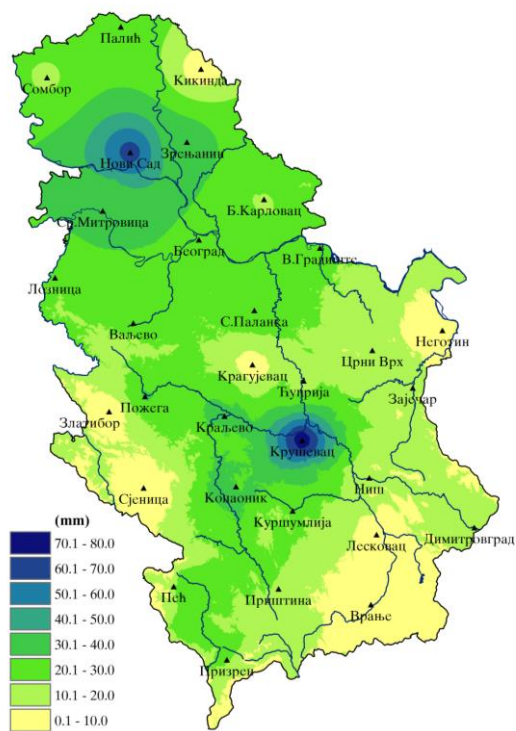 Палић
Кикинда
Сомбор
Зрењанин
Нови Сад
Б.Карловац
Ср.Митровица
Београд
В.Градиште
Лозница
С.Паланка
Ваљево
Неготин
Црни Врх
Крагујевац
Ћуприја
Зајечар
Пожега
Златибор
Краљево
Крушевац
Ниш
Сјеница
Копаоник
Куршумлија
Димитровград
Лесковац
Пећ
Приштина
Врање
Призрен
(mm)
70.1 - 80.0
60.1 - 70.0
50.1 - 60.0
40.1 - 50.0
30.1 - 40.0
20.1 - 30.0
10.1 - 20.0
0.1 - 10.0